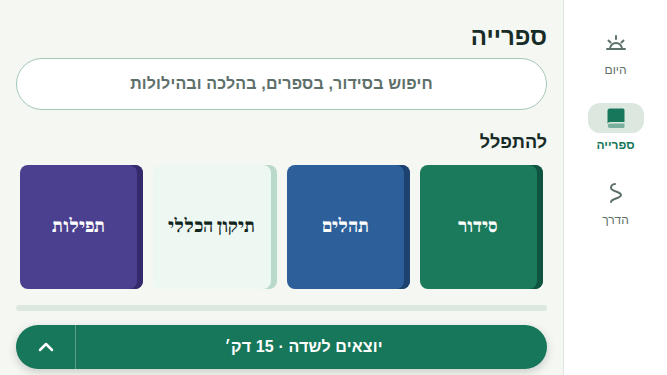 היום
ספרייה
הדרך
ספרייה
חיפוש בסידור, בספרים, בהלכה ובהילולות
להתפלל
סידור
תהלים
תיקון הכללי
תפילות
יוצאים לשדה · 15 דק׳